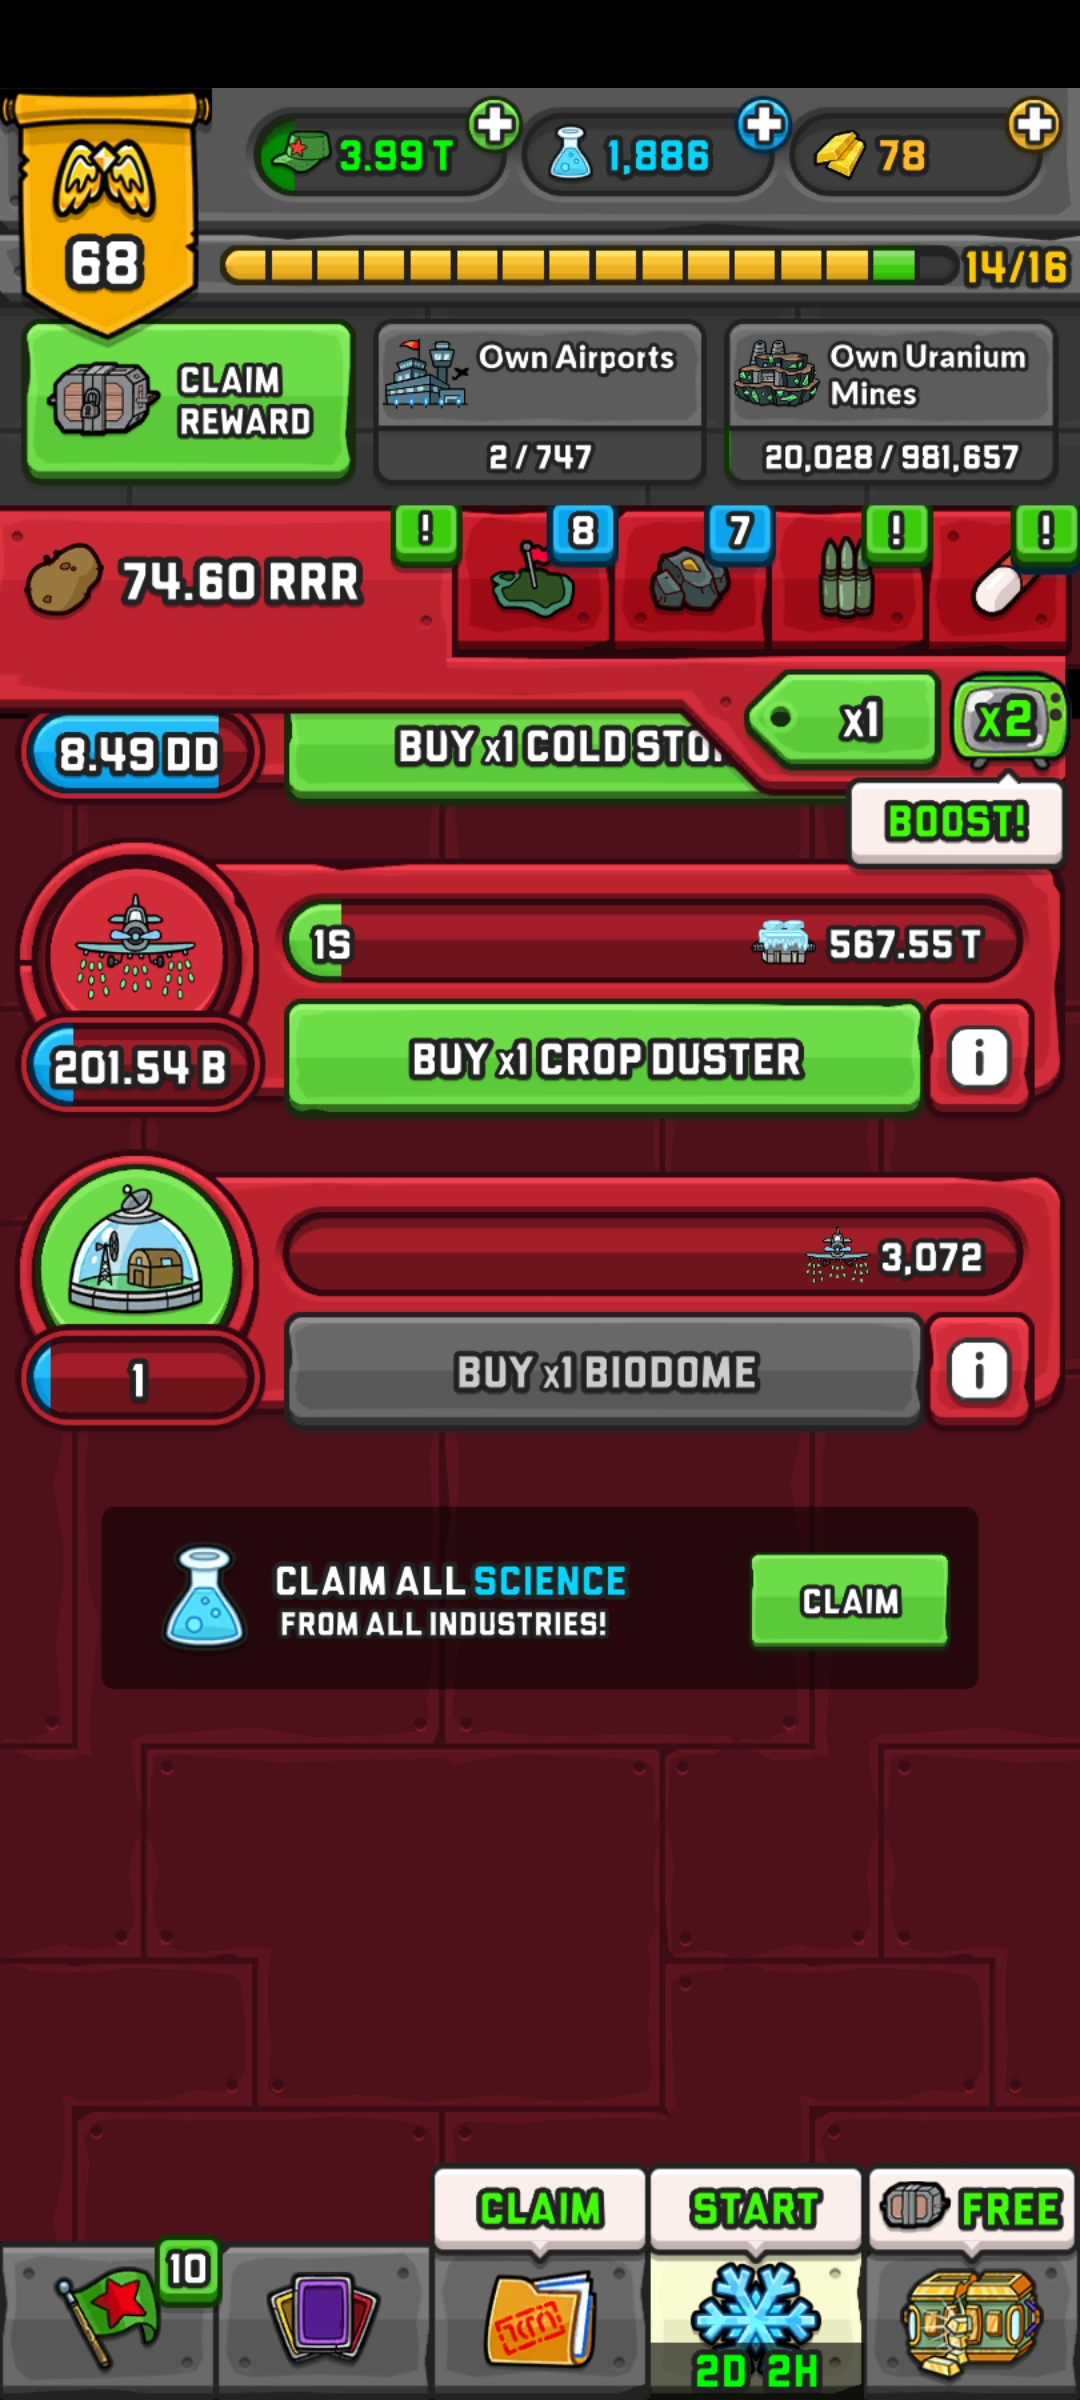 3.99 T
1,886
78
68
14/16
CLAIM
REWARD
Own Airports
2 / 747
Own Uranium
Mines
20,028 / 981,657
74.60 RRR
!
8
7
!
!
x1
x2
BOOST!
8.49 DD
BUY x1 COLD STO
1S
567.55 T
201.54 B
BUY x1 CROP DUSTER
i
3,072
1
BUY x1 BIODOME
i
CLAIM ALL SCIENCE
FROM ALL INDUSTRIES!
CLAIM
CLAIM
START
FREE
10
2D 2H